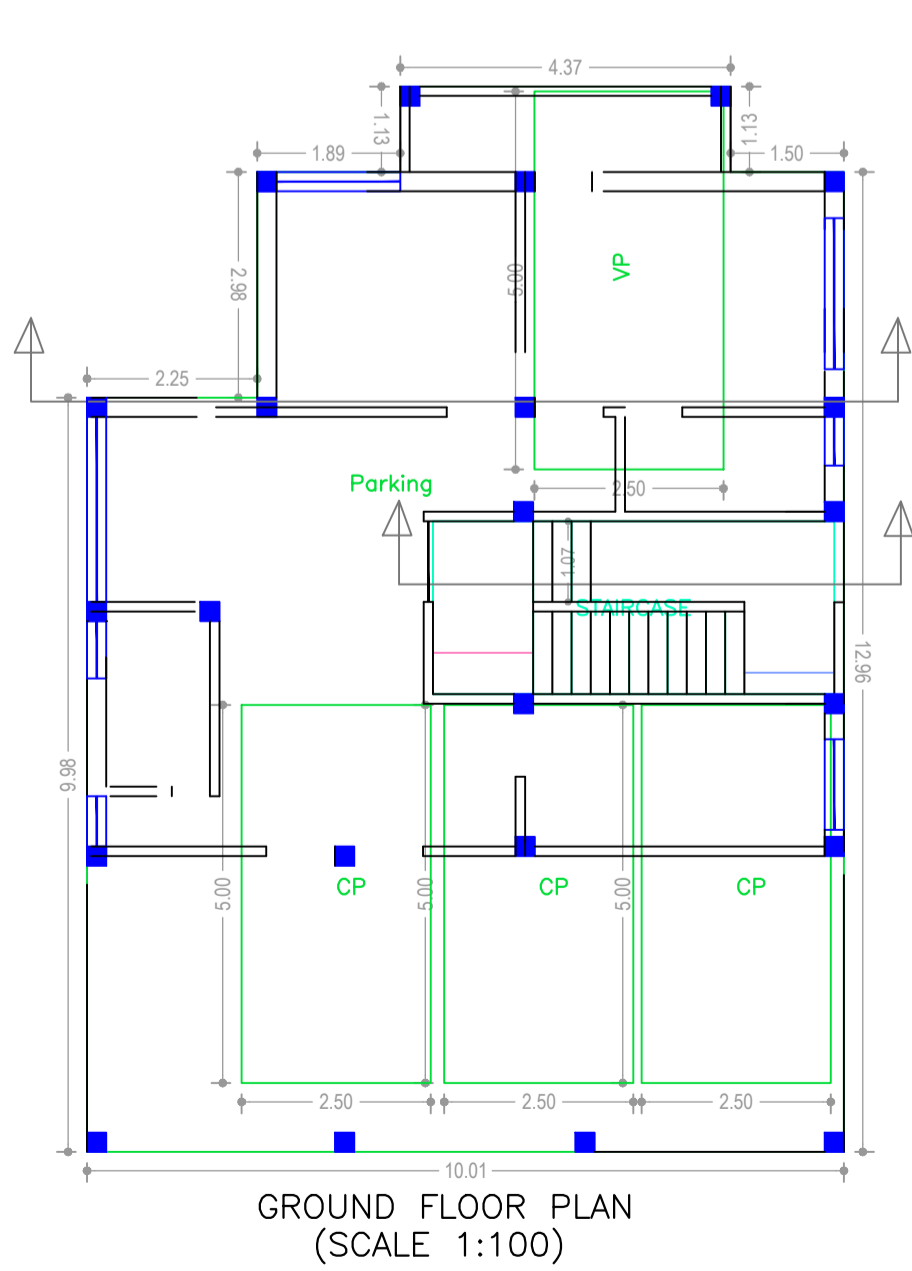 4.37
1.13
1.13
1.89
1.50
2.98
5.00
VP
2.25
Parking
2.50
1.07
STAIRCASE
12.96
9.98
CP
CP
CP
5.00
5.00
5.00
2.50
2.50
2.50
10.01
GROUND FLOOR PLAN
(SCALE 1:100)